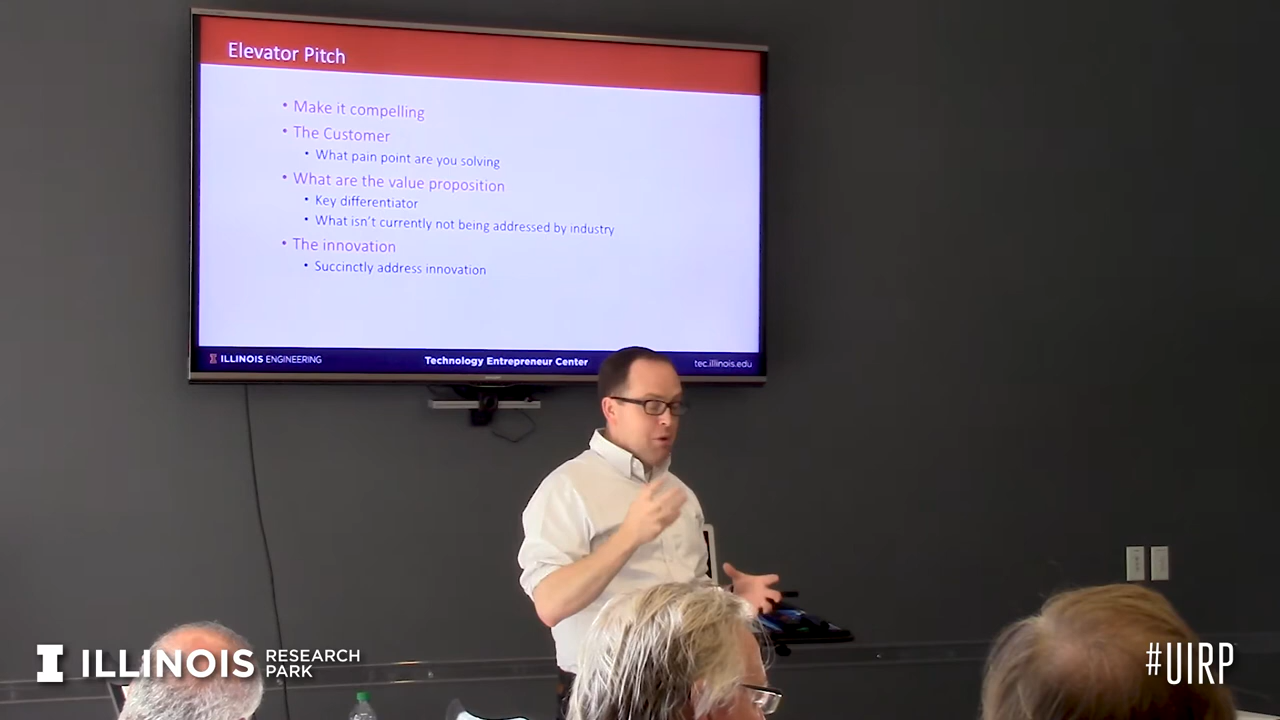 Elevator Pitch
• Make it compelling
• The Customer
• What pain point are you solving
• What are the value proposition
• Key differentiator
• What isn't currently not being addressed by industry
• The innovation
• Succinctly address innovation
I ILLINOIS ENGINEERING
Technology Entrepreneur Center
tec.illinois.edu
I ILLINOIS RESEARCH PARK
#UIRP